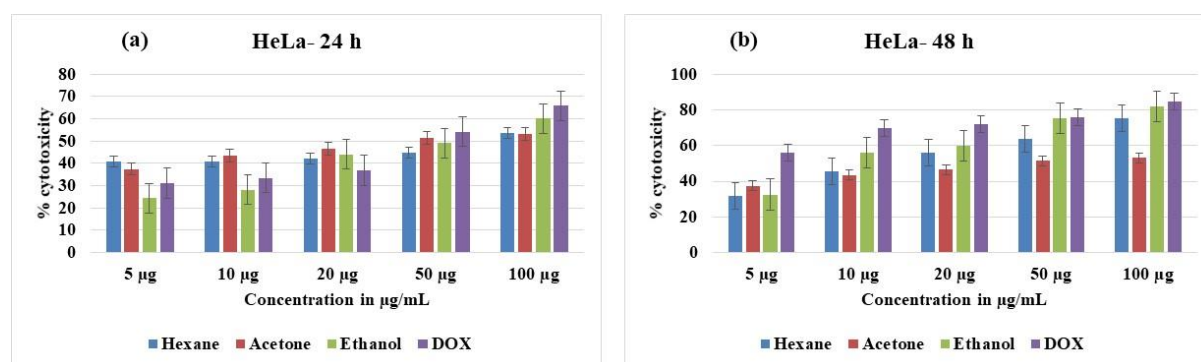 (a) HeLa- 24 h
% cytotoxicity
80
70
60
50
40
30
20
10
0
5 µg 10 µg 20 µg 50 µg 100 µg
Concentration in µg/mL
Hexane Acetone Ethanol DOX
(b) HeLa- 48 h
% cytotoxicity
100
80
60
40
20
0
5 µg 10 µg 20 µg 50 µg 100 µg
Concentration in µg/mL
Hexane Acetone Ethanol DOX